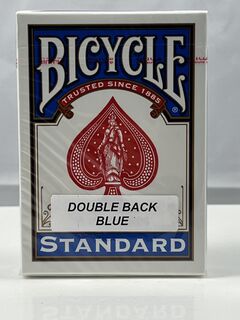 BICYCLE
TRUSTED SINCE 1885
DOUBLE BACK
BLUE
STANDARD